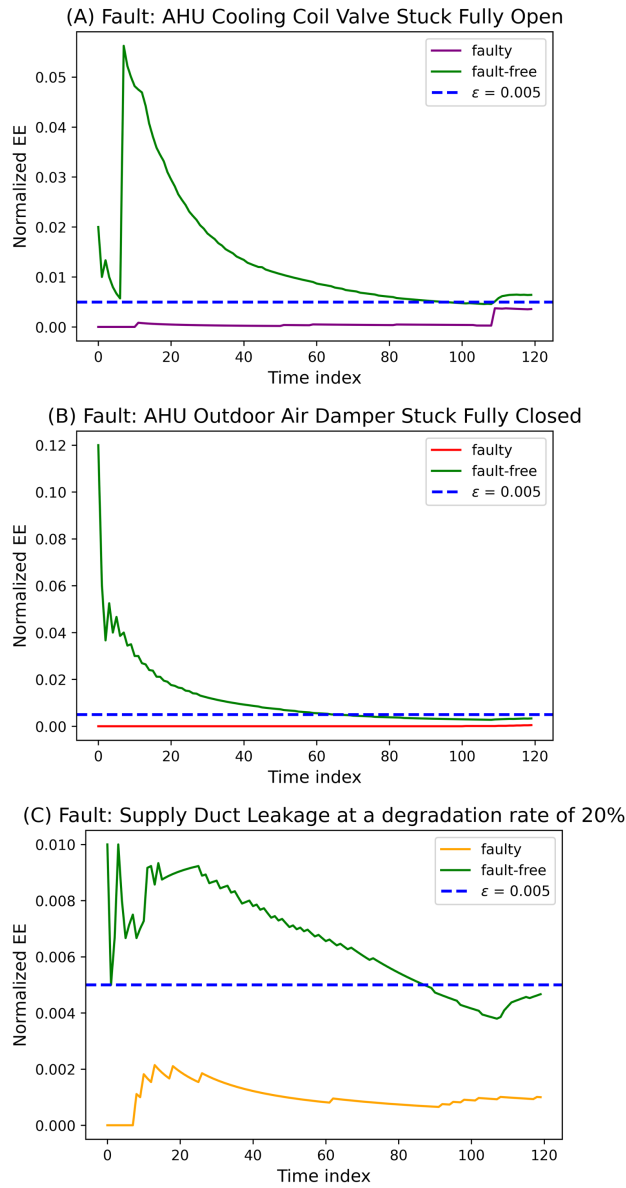 (A) Fault: AHU Cooling Coil Valve Stuck Fully Open
faulty
fault-free
ε = 0.005
Normalized EE
0.05
0.04
0.03
0.02
0.01
0.00
0 20 40 60 80 100 120
Time index
(B) Fault: AHU Outdoor Air Damper Stuck Fully Closed
faulty
fault-free
ε = 0.005
Normalized EE
0.12
0.10
0.08
0.06
0.04
0.02
0.00
0 20 40 60 80 100 120
Time index
(C) Fault: Supply Duct Leakage at a degradation rate of 20%
faulty
fault-free
ε = 0.005
Normalized EE
0.010
0.008
0.006
0.004
0.002
0.000
0 20 40 60 80 100 120
Time index